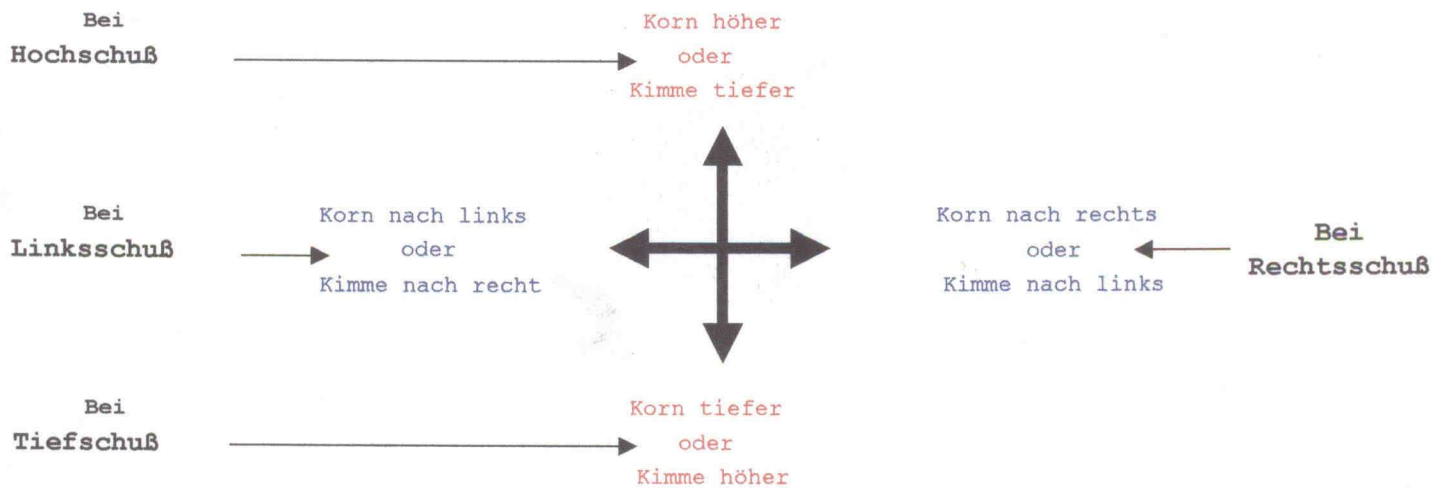 Bei
Hochschuß
Korn höher
oder
Kimme tiefer
Bei
Linksschuß
Korn nach links
oder
Kimme nach recht
Korn nach rechts
oder
Kimme nach links
Bei
Rechtsschuß
Bei
Tiefschuß
Korn tiefer
oder
Kimme höher